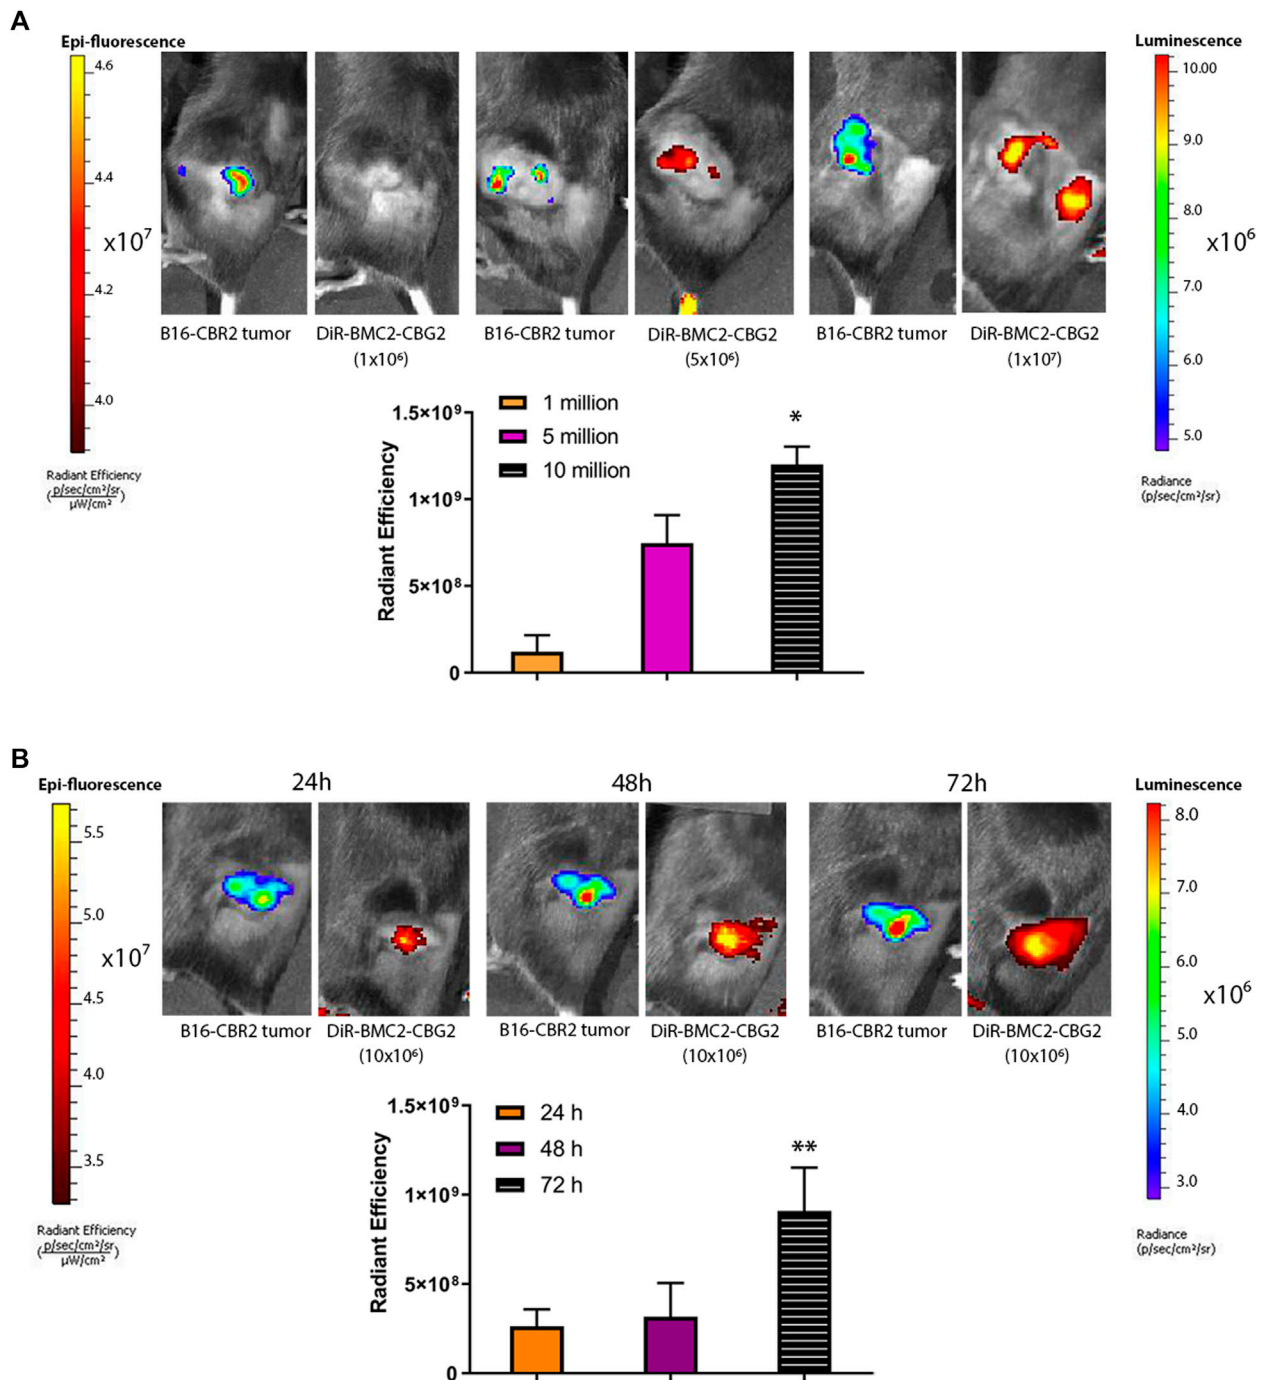 A
Epi-fluorescence
Luminescence
4.6
4.4
4.2
4.0
x10⁷
Radiant Efficiency
(p/sec/cm²/sr)
µW/cm²
10.00
9.0
8.0
7.0
6.0
5.0
x10⁶
Radiance
(p/sec/cm²/sr)
B16-CBR2 tumor
DiR-BMC2-CBG2
(1x10⁶)
B16-CBR2 tumor
DiR-BMC2-CBG2
(5x10⁶)
B16-CBR2 tumor
DiR-BMC2-CBG2
(1x10⁷)
Radiant Efficiency
1.5×10⁹
1×10⁹
5×10⁸
0
1 million
5 million
10 million
*
B
Epi-fluorescence
24h
48h
72h
Luminescence
5.5
5.0
4.5
4.0
3.5
x10⁷
Radiant Efficiency
(p/sec/cm²/sr)
µW/cm²
8.0
7.0
6.0
5.0
4.0
3.0
x10⁶
Radiance
(p/sec/cm²/sr)
B16-CBR2 tumor
DiR-BMC2-CBG2
(10x10⁶)
B16-CBR2 tumor
DiR-BMC2-CBG2
(10x10⁶)
B16-CBR2 tumor
DiR-BMC2-CBG2
(10x10⁶)
Radiant Efficiency
1.5×10⁹
1×10⁹
5×10⁸
0
24 h
48 h
72 h
**